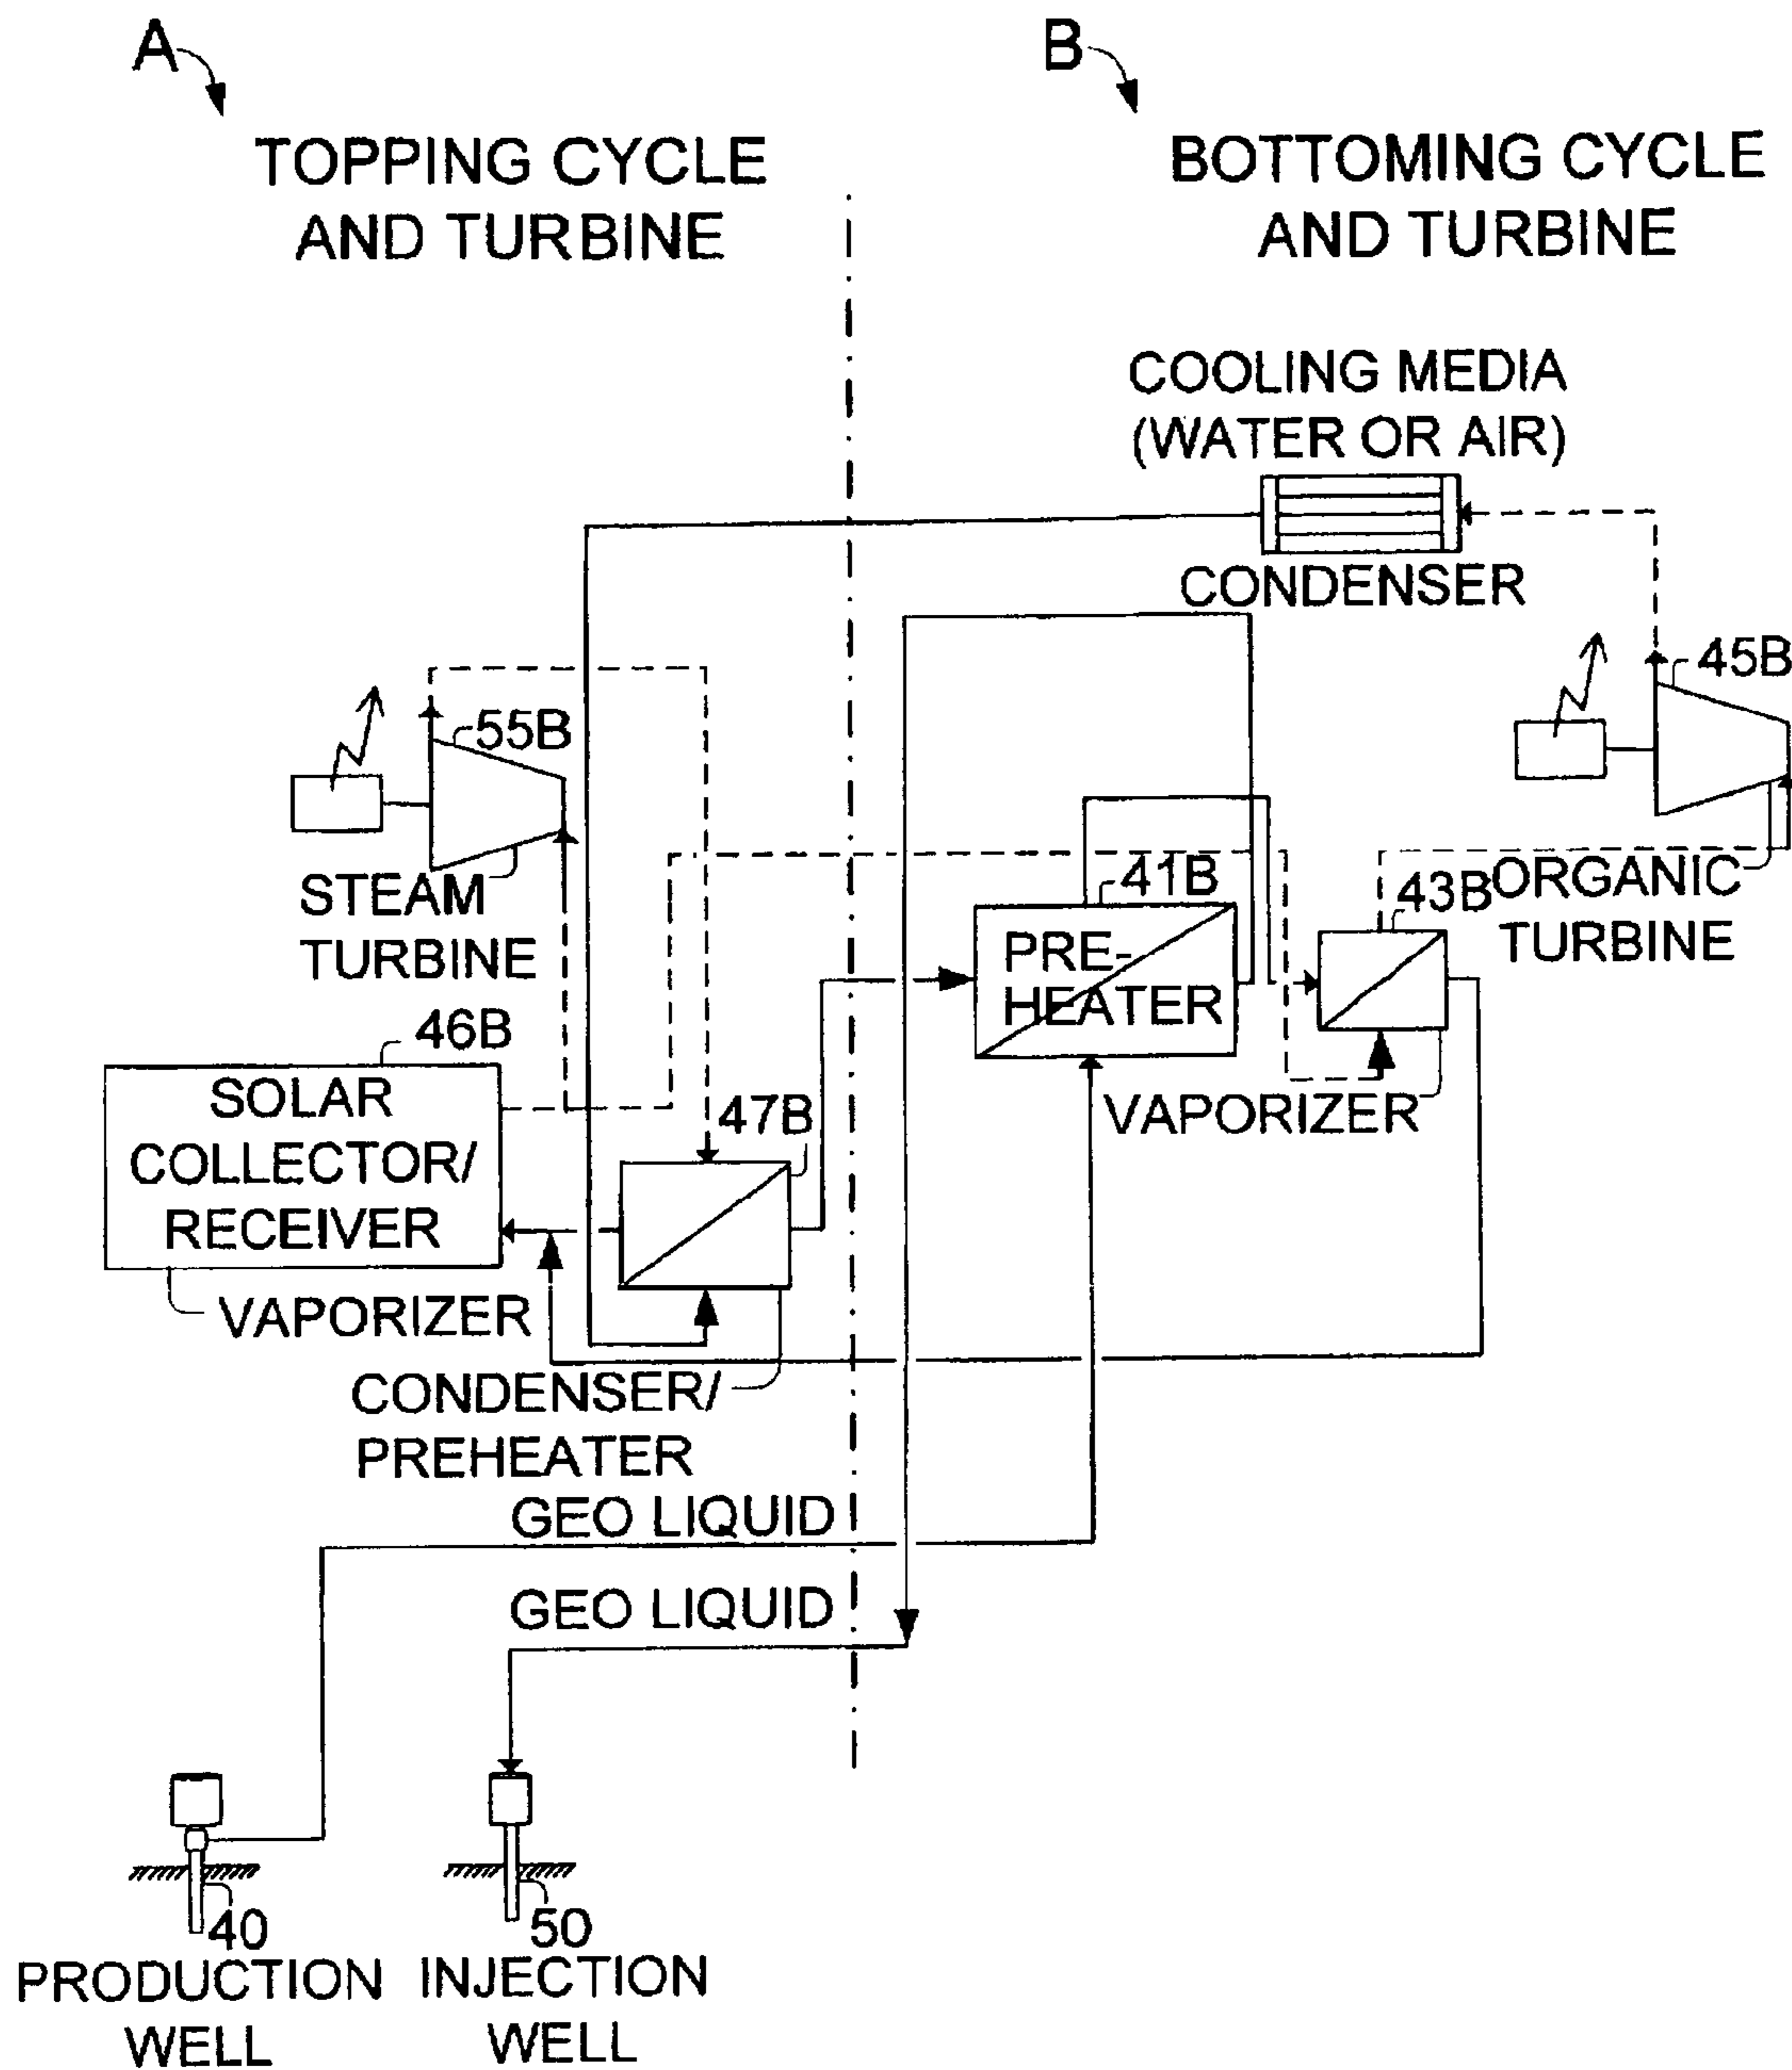 A
B
TOPPING CYCLE
AND TURBINE
BOTTOMING CYCLE
AND TURBINE
COOLING MEDIA
(WATER OR AIR)
CONDENSER
45B
55B
STEAM
TURBINE
41B
PRE-
HEATER
43B
ORGANIC
TURBINE
46B
SOLAR
COLLECTOR/
RECEIVER
VAPORIZER
47B
VAPORIZER
CONDENSER/
PREHEATER
GEO LIQUID
GEO LIQUID
40
PRODUCTION
WELL
50
INJECTION
WELL